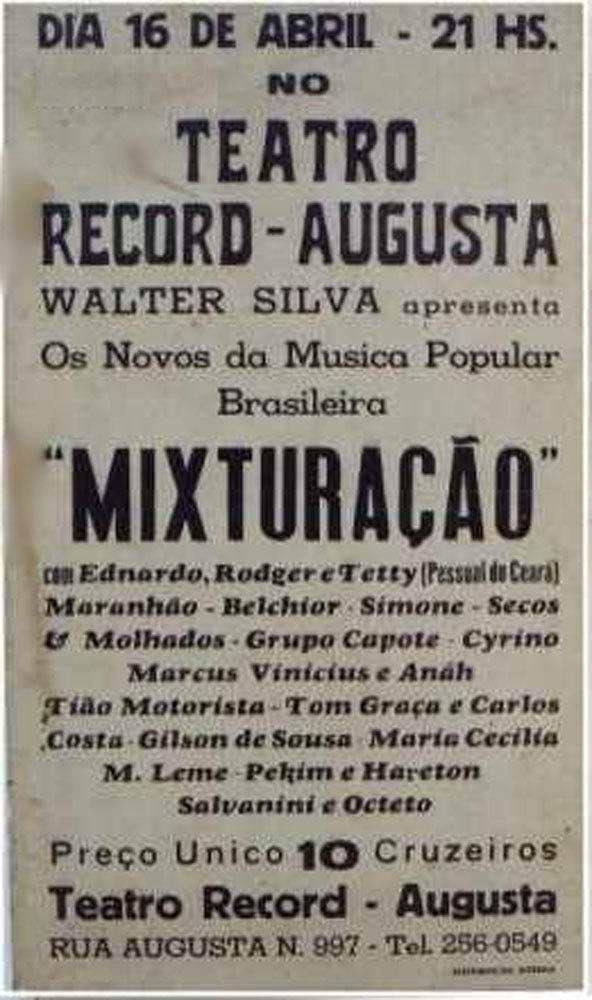 DIA 16 DE ABRIL - 21 HS.
NO
TEATRO
RECORD - AUGUSTA
WALTER SILVA apresenta
Os Novos da Musica Popular
Brasileira
"MIXTURAÇÃO"
com Ednardo, Rodger e Tetty (Pessoal do Ceará)
Maranhão - Belchior - Simone - Secos
& Molhados - Grupo Capote - Cyrino
Marcus Vinícius e Anáh
Tião Motorista - Tom Graça e Carlos
Costa - Gilson de Sousa - Maria Cecília
M. Leme - Pekim e Hareton
Salvanini e Octeto
Preço Unico 10 Cruzeiros
Teatro Record - Augusta
RUA AUGUSTA N. 997 - Tel. 256-0549